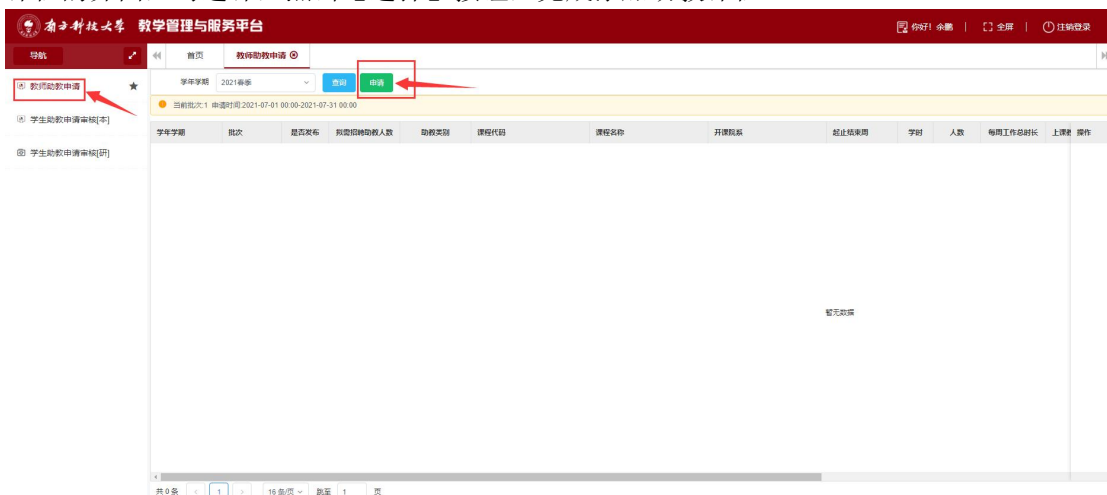 南方科技大学 教学管理与服务平台
你好! 余鹏 | 全屏 | 注销登录
导航
首页 教师助教申请
教师助教申请
学年学期 2021春季 查询 申请
当前批次:1 申请时间:2021-07-01 00:00-2021-07-31 00:00
学生助教申请审核[本]
学年学期 批次 是否发布 拟需招聘助教人数 助教类别 课程代码 课程名称 开课院系 起止结束周 学时 人数 每周工作总时长 上课 操作
学生助教申请审核[研]
暂无数据
共0条 < 1 > 16条/页 跳至 1 页